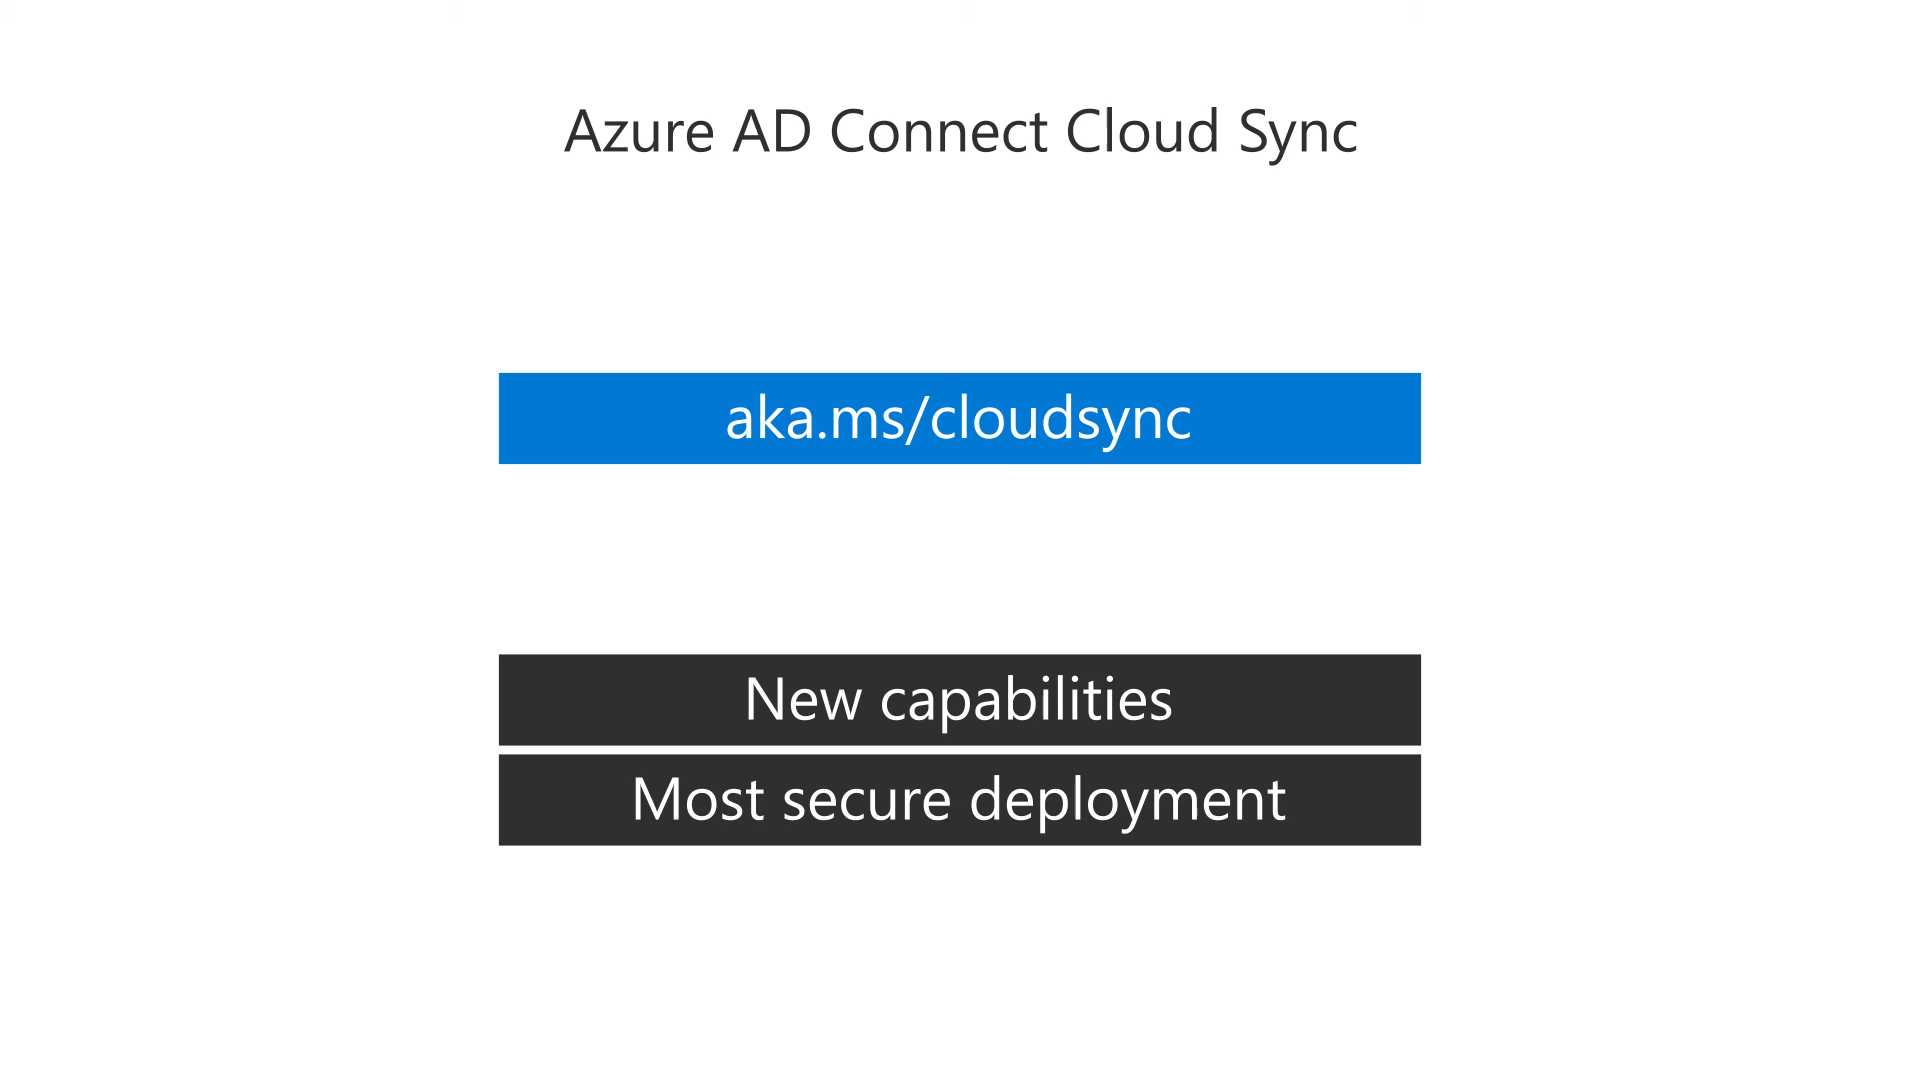 Azure AD Connect Cloud Sync
aka.ms/cloudsync
New capabilities
Most secure deployment